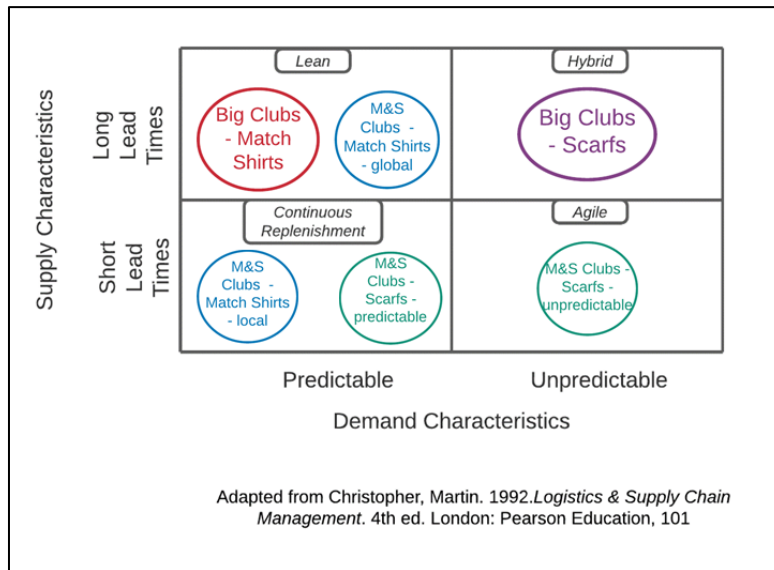 Supply Characteristics
Long
Lead
Times
Short
Lead
Times
Lean
Hybrid
Big Clubs
- Match
Shirts
M&S
Clubs -
Match Shirts
- global
Big Clubs
- Scarfs
Continuous
Replenishment
Agile
M&S
Clubs -
Match Shirts
- local
M&S
Clubs -
Scarfs -
predictable
M&S Clubs -
Scarfs -
unpredictable
Predictable
Unpredictable
Demand Characteristics
Adapted from Christopher, Martin. 1992.Logistics & Supply Chain
Management. 4th ed. London: Pearson Education, 101